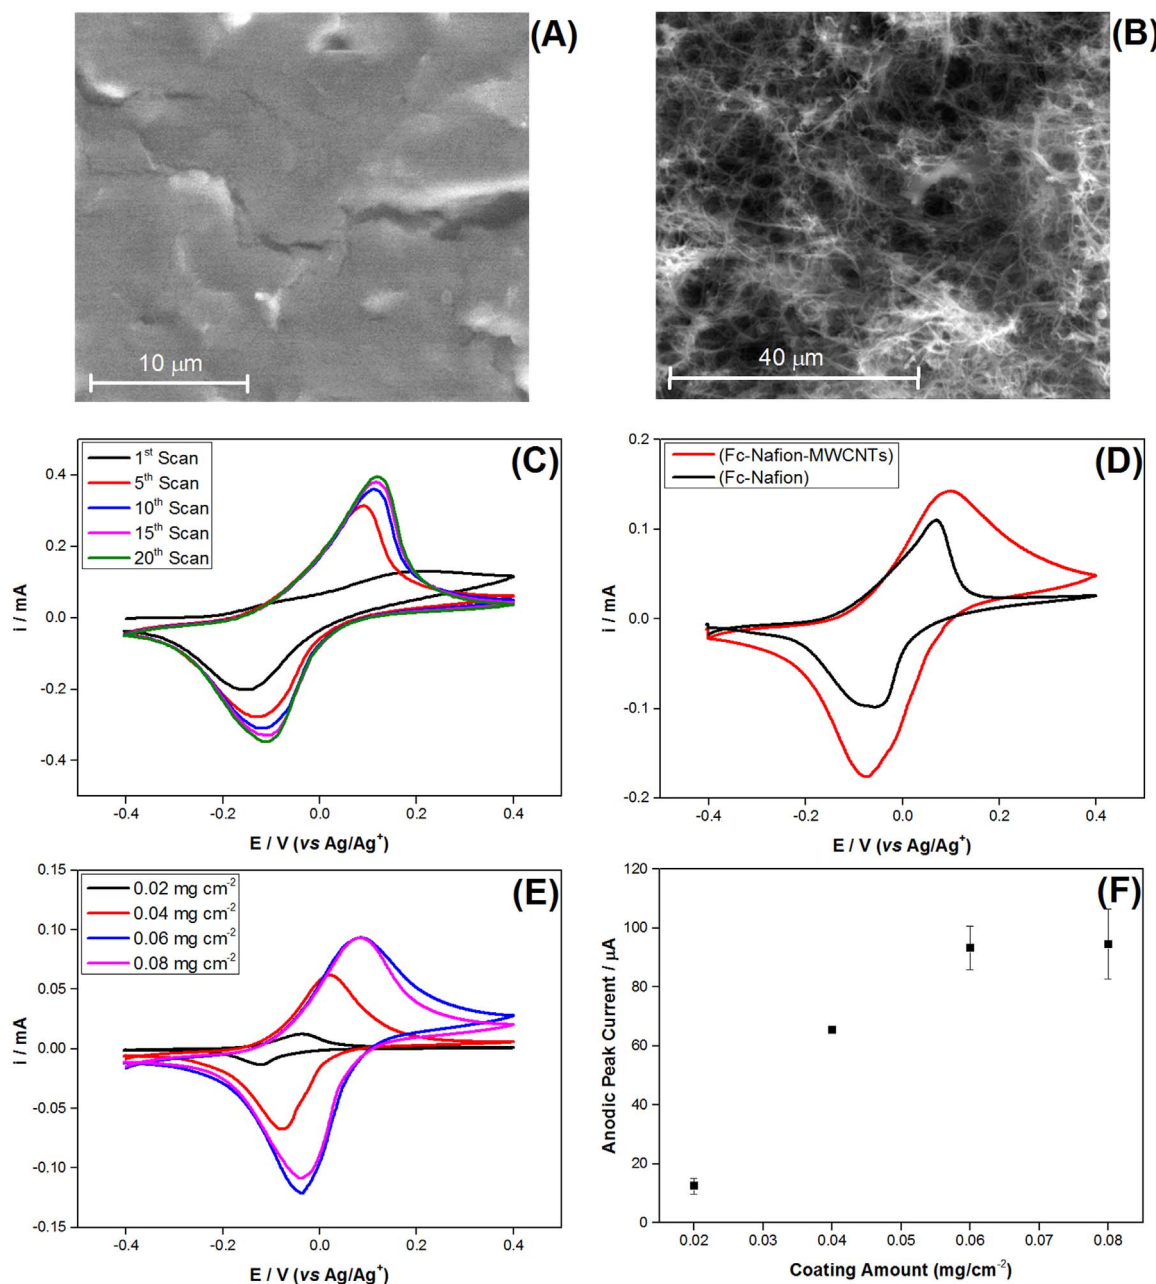 (A)
10 μm
(B)
40 μm
(C)
1st Scan
5th Scan
10th Scan
15th Scan
20th Scan
i / mA
0.4
0.2
0.0
-0.2
-0.4
-0.4 -0.2 0.0 0.2 0.4
E / V (vs Ag/Ag+)
(D)
(Fc-Nafion-MWCNTs)
(Fc-Nafion)
i / mA
0.2
0.1
0.0
-0.1
-0.2
-0.4 -0.2 0.0 0.2 0.4
E / V (vs Ag/Ag+)
(E)
0.02 mg cm-2
0.04 mg cm-2
0.06 mg cm-2
0.08 mg cm-2
i / mA
0.15
0.10
0.05
0.00
-0.05
-0.10
-0.15
-0.4 -0.2 0.0 0.2 0.4
E / V (vs Ag/Ag+)
(F)
Anodic Peak Current / μA
120
100
80
60
40
20
0
0.02 0.03 0.04 0.05 0.06 0.07 0.08
Coating Amount (mg/cm-2)